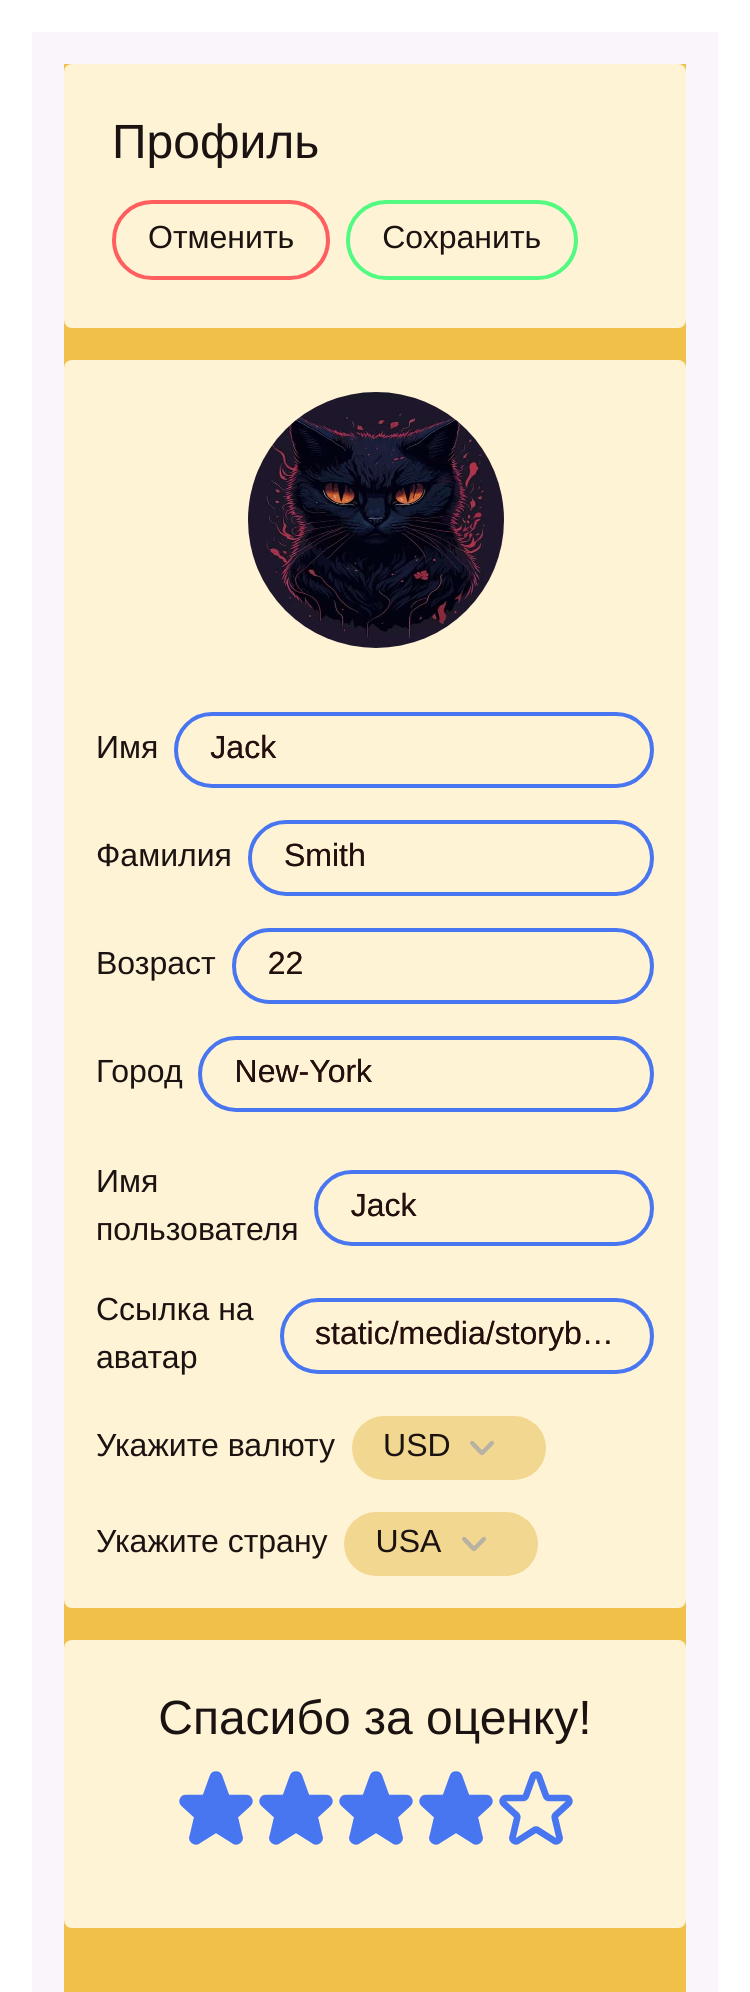 Профиль
Отменить
Сохранить
Имя
Jack
Фамилия
Smith
Возраст
22
Город
New-York
Имя
пользователя
Jack
Ссылка на
аватар
static/media/storyb…
Укажите валюту
USD
Укажите страну
USA
Спасибо за оценку!